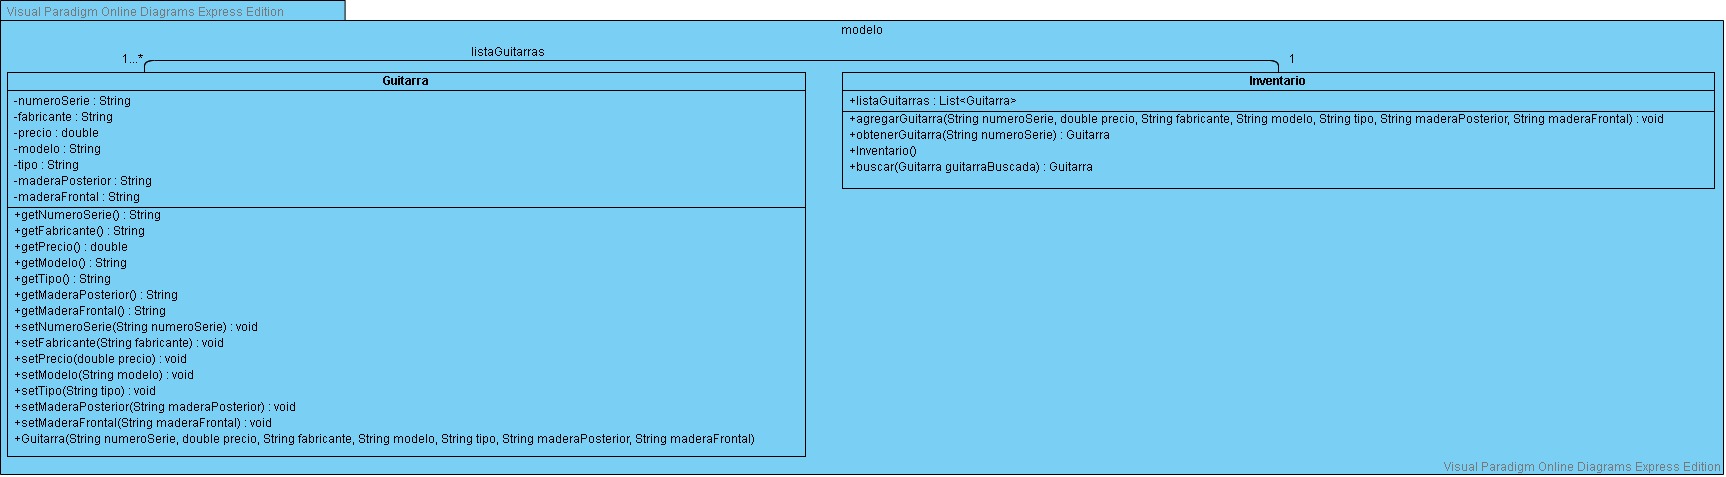 Visual Paradigm Online Diagrams Express Edition
modelo
listaGuitarras
1...*
1
Guitarra
-numeroSerie : String
-fabricante : String
-precio : double
-modelo : String
-tipo : String
-maderaPosterior : String
-maderaFrontal : String
+getNumeroSerie() : String
+getFabricante() : String
+getPrecio() : double
+getModelo() : String
+getTipo() : String
+getMaderaPosterior() : String
+getMaderaFrontal() : String
+setNumeroSerie(String numeroSerie) : void
+setFabricante(String fabricante) : void
+setPrecio(double precio) : void
+setModelo(String modelo) : void
+setTipo(String tipo) : void
+setMaderaPosterior(String maderaPosterior) : void
+setMaderaFrontal(String maderaFrontal) : void
+Guitarra(String numeroSerie, double precio, String fabricante, String modelo, String tipo, String maderaPosterior, String maderaFrontal)
Inventario
+listaGuitarras : List<Guitarra>
+agregarGuitarra(String numeroSerie, double precio, String fabricante, String modelo, String tipo, String maderaPosterior, String maderaFrontal) : void
+obtenerGuitarra(String numeroSerie) : Guitarra
+Inventario()
+buscar(Guitarra guitarraBuscada) : Guitarra
Visual Paradigm Online Diagrams Express Edition